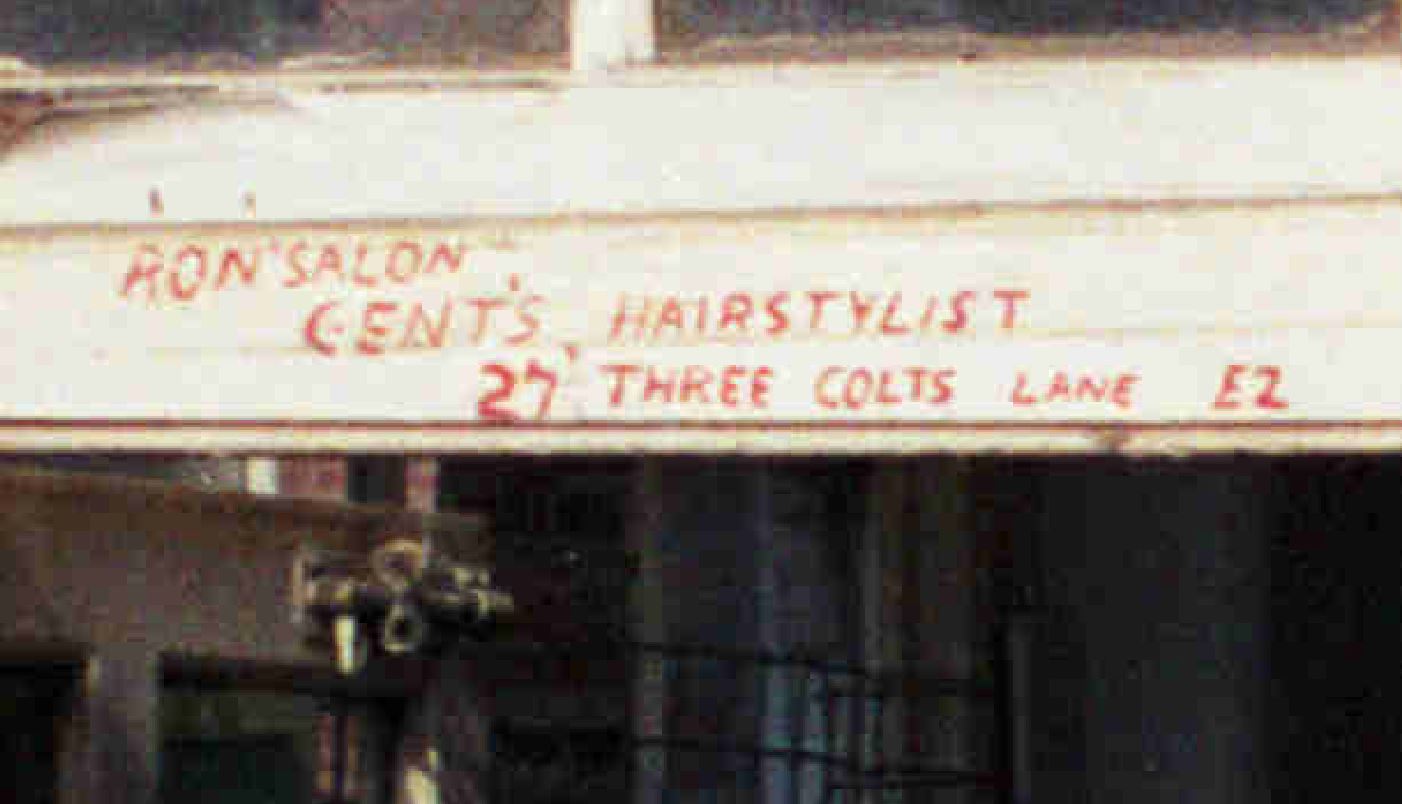 RON'SALON
GENT'S, HAIRSTYLIST
27' THREE COLTS LANE E2